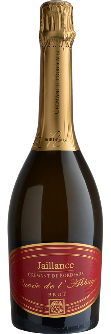 Jaillance
CRÉMANT DE BORDEAUX
Cuvée de l'Abbaye
BRUT